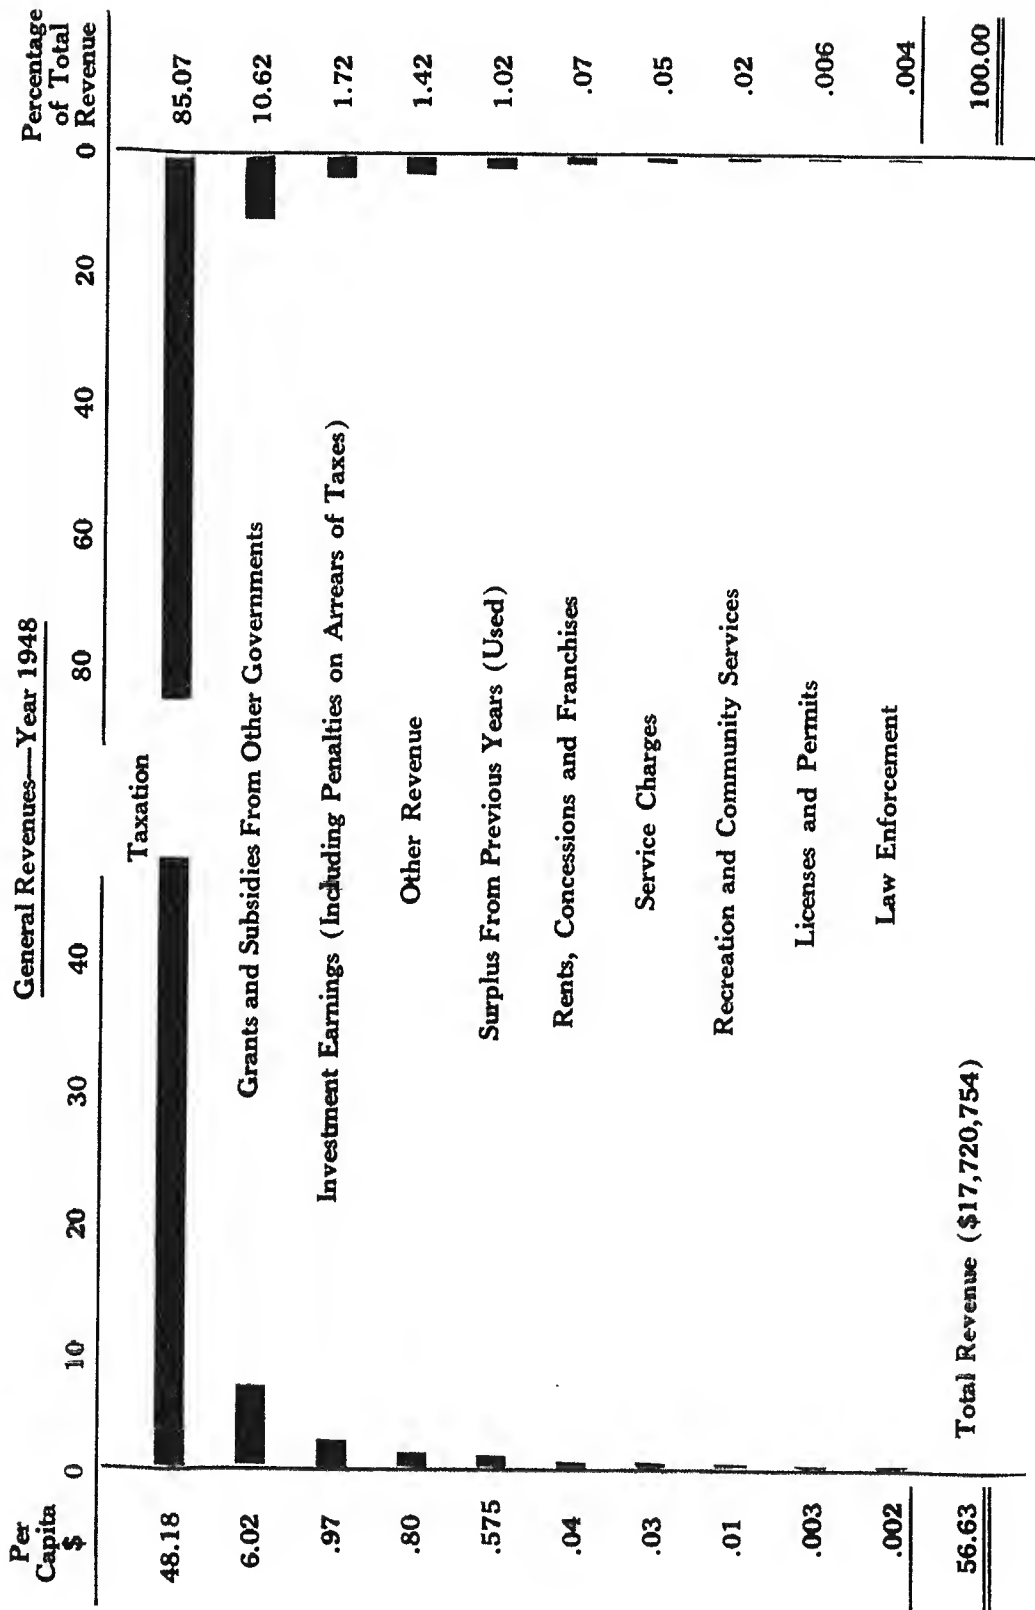 General Revenues—Year 1948
Per Capita $ 0 10 20 30 40 80 60 40 20 0 Percentage of Total Revenue
48.18 Taxation 85.07
6.02 Grants and Subsidies From Other Governments 10.62
.97 Investment Earnings (Including Penalties on Arrears of Taxes) 1.72
.80 Other Revenue 1.42
.575 Surplus From Previous Years (Used) 1.02
.04 Rents, Concessions and Franchises .07
.03 Service Charges .05
.01 Recreation and Community Services .02
.003 Licenses and Permits .006
.002 Law Enforcement .004
56.63 Total Revenue ($17,720,754) 100.00